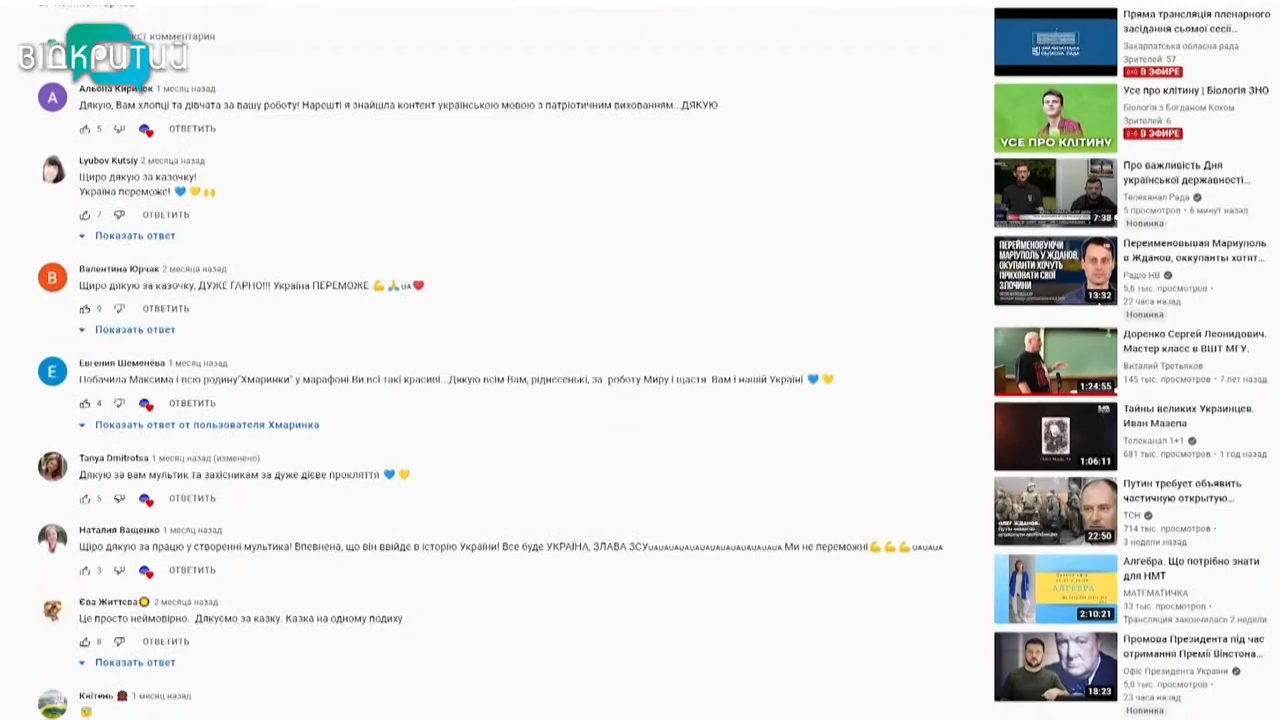 ВІДКРИТИЙ
Альона Киричок 1 месяц назад
Дякую, Вам хлопці та дівчата за вашу роботу! Нарешті я знайшла контент українською мовою з патріотичним вихованням...ДЯКУЮ
5 ОТВЕТИТЬ
Lyubov Kutsiy 2 месяца назад
Щиро дякую за казочку!
Україна переможе! 💙💛🙌
7 ОТВЕТИТЬ
Показать ответ
Валентина Юрчак 2 месяца назад
Щиро дякую за казочку, ДУЖЕ ГАРНО!!! Україна ПЕРЕМОЖЕ 💪🙏UA❤️
9 ОТВЕТИТЬ
Показать ответ
Евгения Шеменёва 1 месяц назад
Побачила Максима і всю родину"Хмаринки" у марафоні.Ви всі такі красиві...Дякую всім Вам, ріднесенькі, за роботу.Миру і щастя Вам і нашій Україні 💙💛
4 ОТВЕТИТЬ
Показать ответ от пользователя Хмаринка
Tanya Dmitrotsa 1 месяц назад (изменено)
Дякую за вам мультик та захісникам за дуже дієве прокляття 💙💛
5 ОТВЕТИТЬ
Наталия Ващенко 1 месяц назад
Щіро дякую за працю у створенні мультика! Впевнена, що він ввійде в історію України! Все буде УКРАЇНА, ЗЛАВА ЗСУUAUAUAUAUAUAUAUAUAUAUA Ми не переможні💪💪💪UAUAUA
3 ОТВЕТИТЬ
Єва Життєва 2 месяца назад
Це просто неймовірно. Дякуємо за казку. Казка на одному подиху
8 ОТВЕТИТЬ
Показать ответ
Квітень 1 месяц назад
Пряма трансляція пленарного
засідання сьомої сесії...
Закарпатська обласна рада
Зрителей: 57
В ЭФИРЕ
УСЕ ПРО КЛІТИНУ
Усе про клітину | Біологія ЗНО
Біологія з Богданом Кохом
Зрителей: 6
В ЭФИРЕ
7:38
Про важливість Дня
української державності...
Телеканал Рада
5 просмотров • 6 минут назад
Новинка
ПЕРЕЙМЕНОВУЮЧИ
МАРІУПОЛЬ У ЖДАНОВ,
ОКУПАНТИ ХОЧУТЬ
ПРИХОВАТИ СВОЇ
ЗЛОЧИНИ
13:32
Переименовывая Мариуполь
в Жданов, оккупанты хотят...
Радіо НВ
5,6 тыс. просмотров •
22 часа назад
Новинка
1:24:55
Доренко Сергей Леонидович.
Мастер класс в ВШТ МГУ.
Виталий Третьяков
145 тыс. просмотров • 7 лет назад
1:06:11
Тайны великих Украинцев.
Иван Мазепа
Телеканал 1+1
681 тыс. просмотров • 1 год назад
ОЛЕГ ЖДАНОВ:
22:50
Путин требует объявить
частичную открытую...
ТСН
714 тыс. просмотров •
3 недели назад
АЛГЕБРА
2:10:21
Алгебра. Що потрібно знати
для НМТ
МАТЕМАТИЧКА
33 тыс. просмотров •
Трансляция закончилась 2 недели
18:23
Промова Президента під час
отримання Премії Вінстона...
Офіс Президента України
5,8 тыс. просмотров •
23 часа назад
Новинка